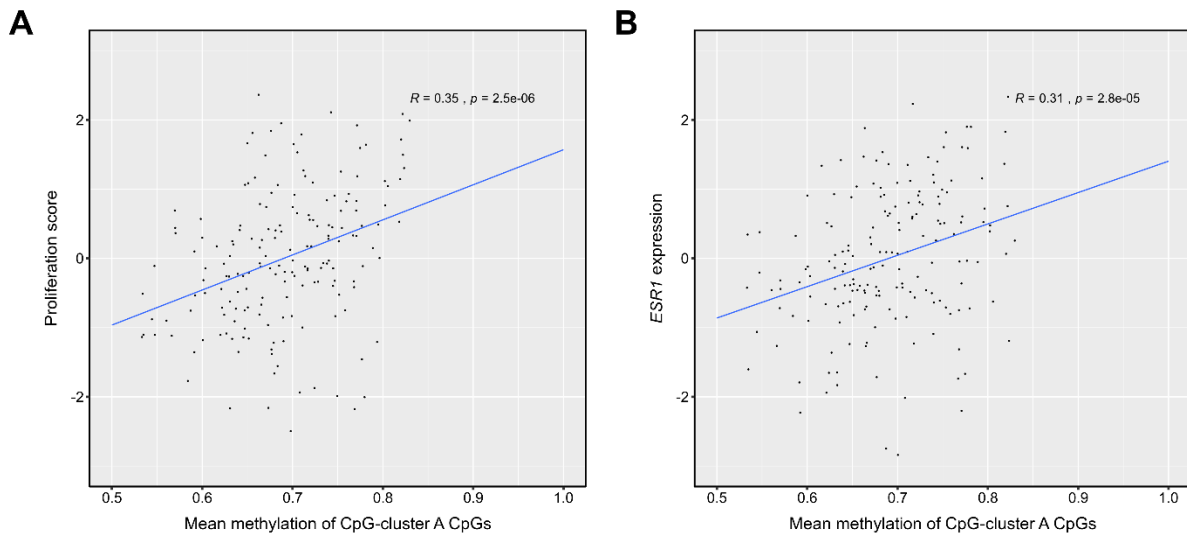 A
B
R = 0.35 , p = 2.5e-06
R = 0.31 , p = 2.8e-05
Proliferation score
2
0
-2
0.5 0.6 0.7 0.8 0.9 1.0
Mean methylation of CpG-cluster A CpGs
ESR1 expression
2
0
-2
0.5 0.6 0.7 0.8 0.9 1.0
Mean methylation of CpG-cluster A CpGs